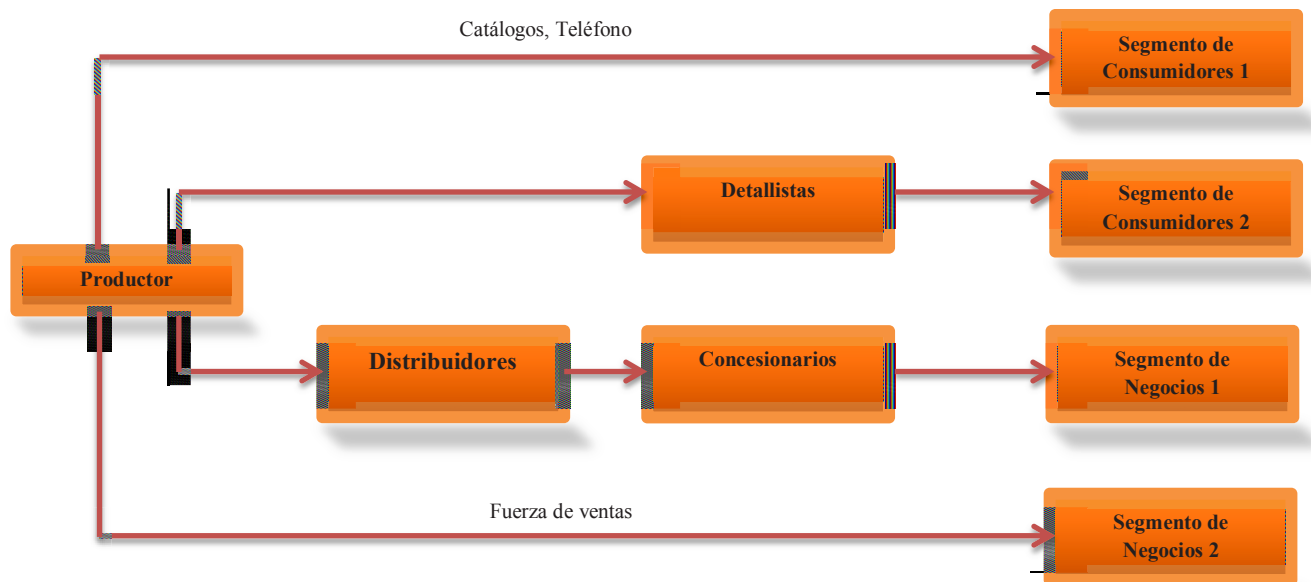 Catálogos, Teléfono
Segmento de
Consumidores 1
Detallistas
Segmento de
Consumidores 2
Productor
Distribuidores
Concesionarios
Segmento de
Negocios 1
Fuerza de ventas
Segmento de
Negocios 2